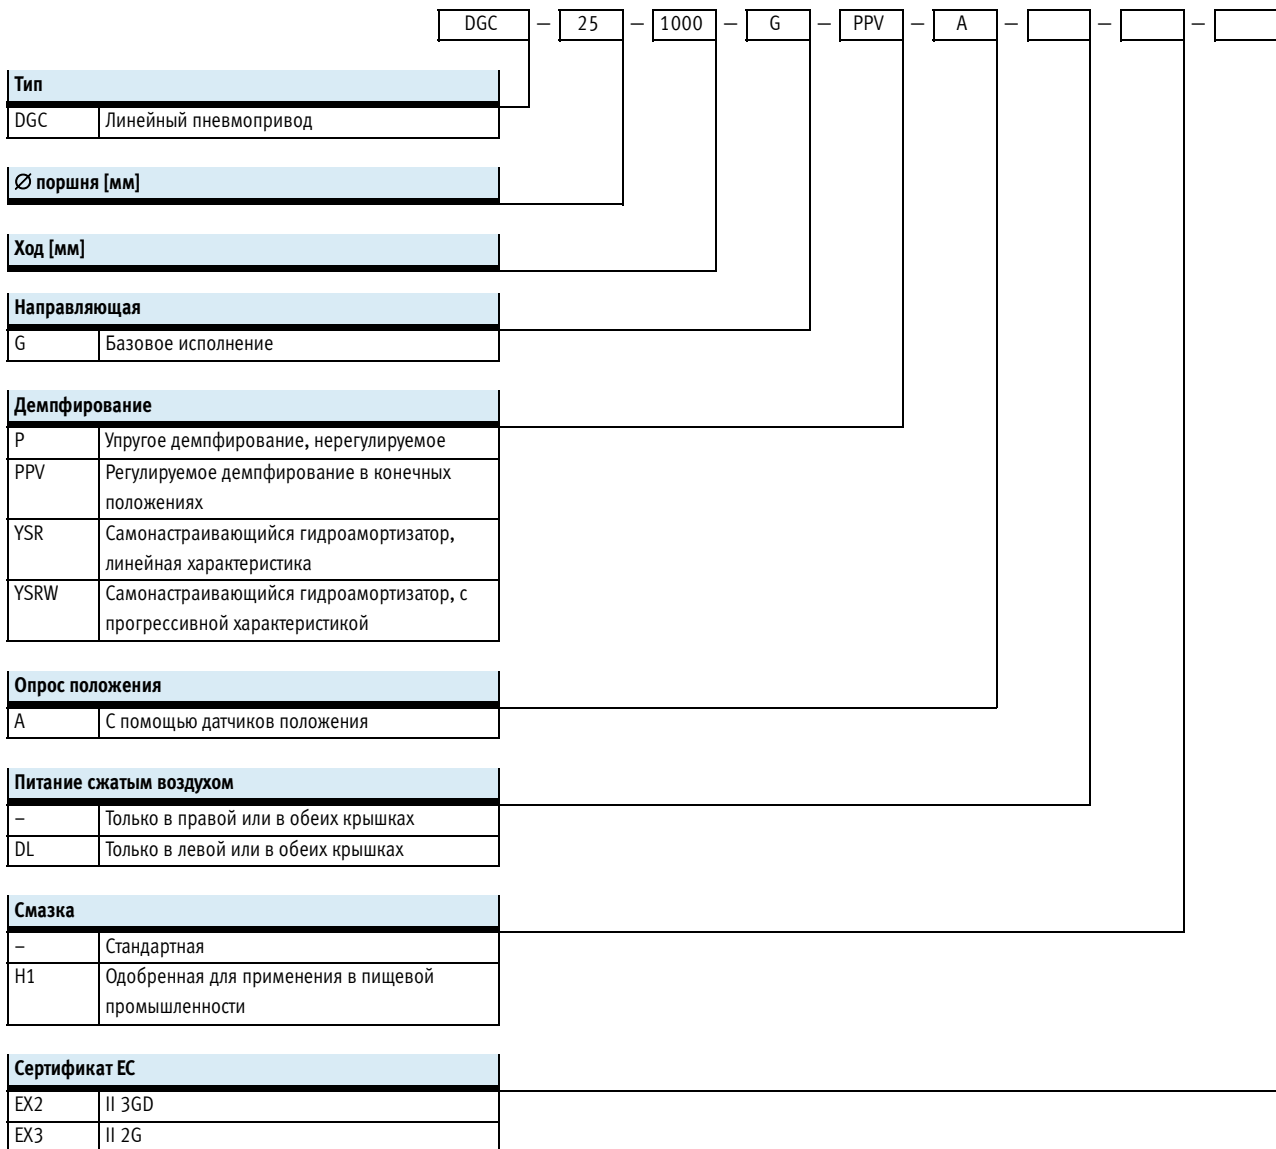 DGC – 25 – 1000 – G – PPV – A – – –
Тип
DGC Линейный пневмопривод
Ø поршня [мм]
Ход [мм]
Направляющая
G Базовое исполнение
Демпфирование
P Упругое демпфирование, нерегулируемое
PPV Регулируемое демпфирование в конечных
положениях
YSR Самонастраивающийся гидроамортизатор,
линейная характеристика
YSRW Самонастраивающийся гидроамортизатор, с
прогрессивной характеристикой
Опрос положения
A С помощью датчиков положения
Питание сжатым воздухом
– Только в правой или в обеих крышках
DL Только в левой или в обеих крышках
Смазка
– Стандартная
H1 Одобренная для применения в пищевой
промышленности
Сертификат ЕС
EX2 II 3GD
EX3 II 2G